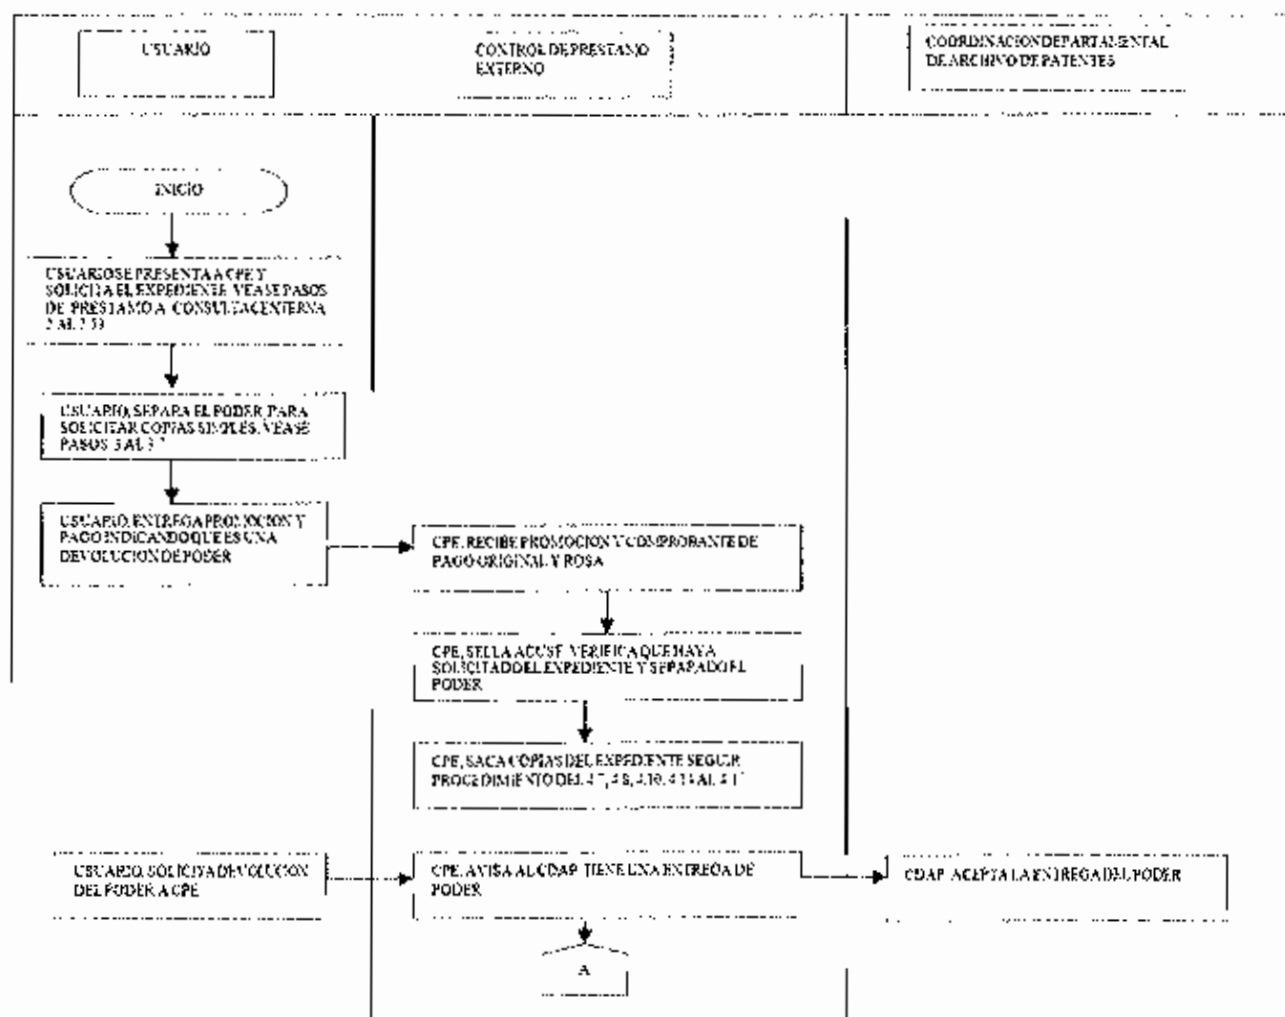 USUARIO
CONTROL DE PRESTAMO
EXTERNO
COORDINACION DEPARTAMENTAL
DE ARCHIVO DE PATENTES
INICIO
USUARIO SE PRESENTA A CPE Y
SOLICITA EL EXPEDIENTE VEASE PASOS
DE PRESTAMO A CONSULTA EXTERNA
USUARIO, SEPARA EL PODER PARA
SOLICITAR COPIAS SIMPLES, VEASE
PASOS 3 AL
USUARIO, ENTREGA PROMOCION Y
PAGO INDICANDO QUE ES UNA
DEVOLUCION DE PODER
CPE, RECIBE PROMOCION Y COMPROBANTE DE
PAGO ORIGINAL Y ROSA
CPE, SELLA ACUSE VERIFICA QUE HAYA
SOLICITADO EL EXPEDIENTE Y SEPARADO EL
PODER
CPE, SACA COPIAS DEL EXPEDIENTE SEGUIR
PROCEDIMIENTO DEL
USUARIO, SOLICITA DEVOLUCION
DEL PODER A CPE
CPE, AVISA AL CDAP TIENE UNA ENTREGA DE
PODER
CDAP ACEPTA LA ENTREGA DEL PODER
A